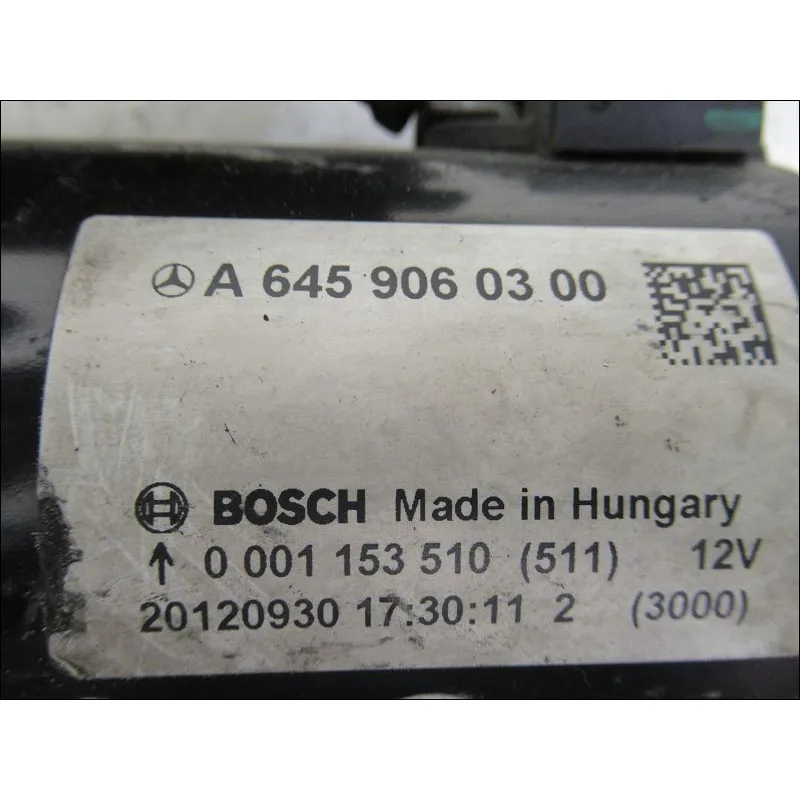 A 645 906 03 00
BOSCH Made in Hungary
↑ 0 001 153 510 (511) 12V
20120930 17:30:11 2 (3000)